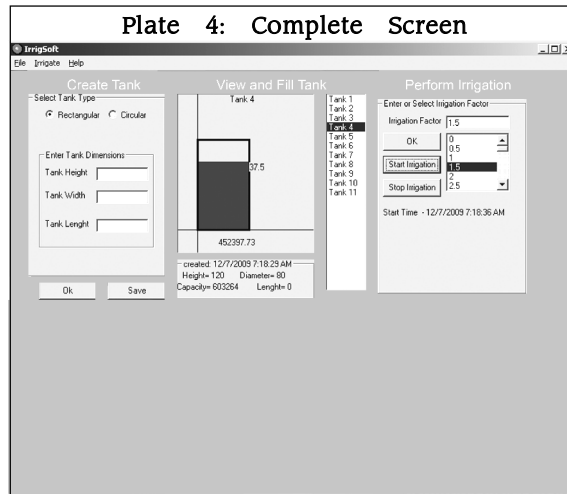 Plate 4: Complete Screen
IrrigSoft
File Irrigate Help
Create Tank
Select Tank Type
Rectangular Circular
Enter Tank Dimensions
Tank Height
Tank Width
Tank Lenght
Ok Save
View and Fill Tank
Tank 4
37.5
452397.73
created: 12/7/2009 7:18:29 AM
Height= 120 Diameter= 80
Capacity= 603264 Lenght= 0
Tank 1
Tank 2
Tank 3
Tank 4
Tank 5
Tank 6
Tank 7
Tank 8
Tank 9
Tank 10
Tank 11
Perform Irrigation
Enter or Select Irrigation Factor
Irrigation Factor 1.5
OK
Start Irrigation
Stop Irrigation
0
0.5
1
1.5
2
2.5
Start Time - 12/7/2009 7:18:36 AM